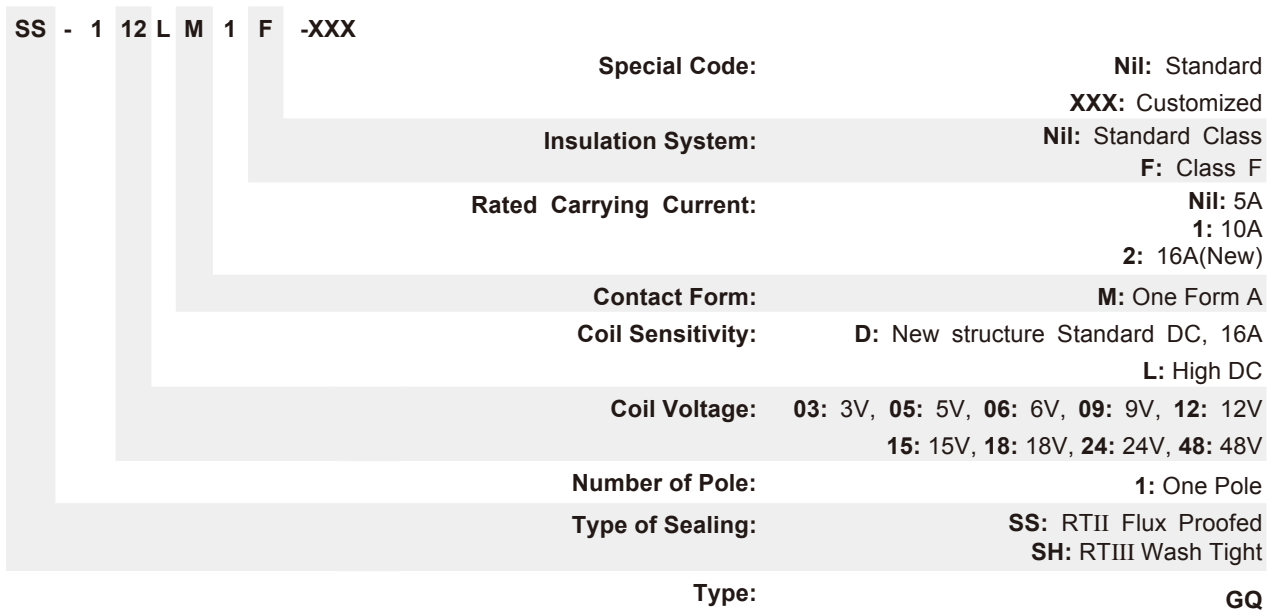 SS - 1 12 L M 1 F -XXX
Special Code: Nil: Standard
XXX: Customized
Insulation System: Nil: Standard Class
F: Class F
Rated Carrying Current: Nil: 5A
1: 10A
2: 16A(New)
Contact Form: M: One Form A
Coil Sensitivity: D: New structure Standard DC, 16A
L: High DC
Coil Voltage: 03: 3V, 05: 5V, 06: 6V, 09: 9V, 12: 12V
15: 15V, 18: 18V, 24: 24V, 48: 48V
Number of Pole: 1: One Pole
Type of Sealing: SS: RTII Flux Proofed
SH: RTIII Wash Tight
Type: GQ